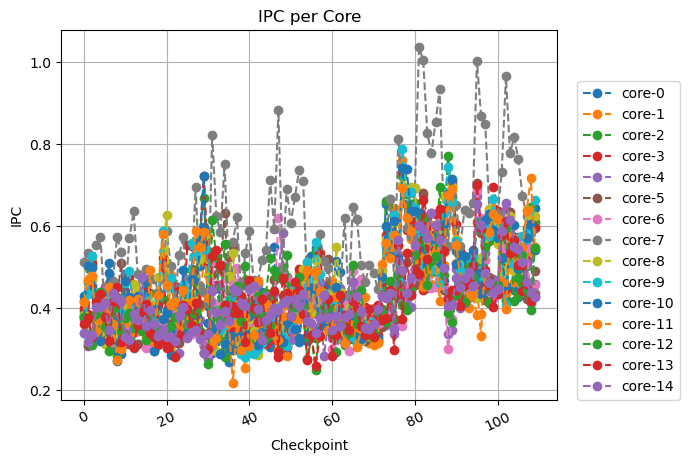 IPC per Core
IPC
1.0
0.8
0.6
0.4
0.2
0
20
40
60
80
100
Checkpoint
core-0
core-1
core-2
core-3
core-4
core-5
core-6
core-7
core-8
core-9
core-10
core-11
core-12
core-13
core-14